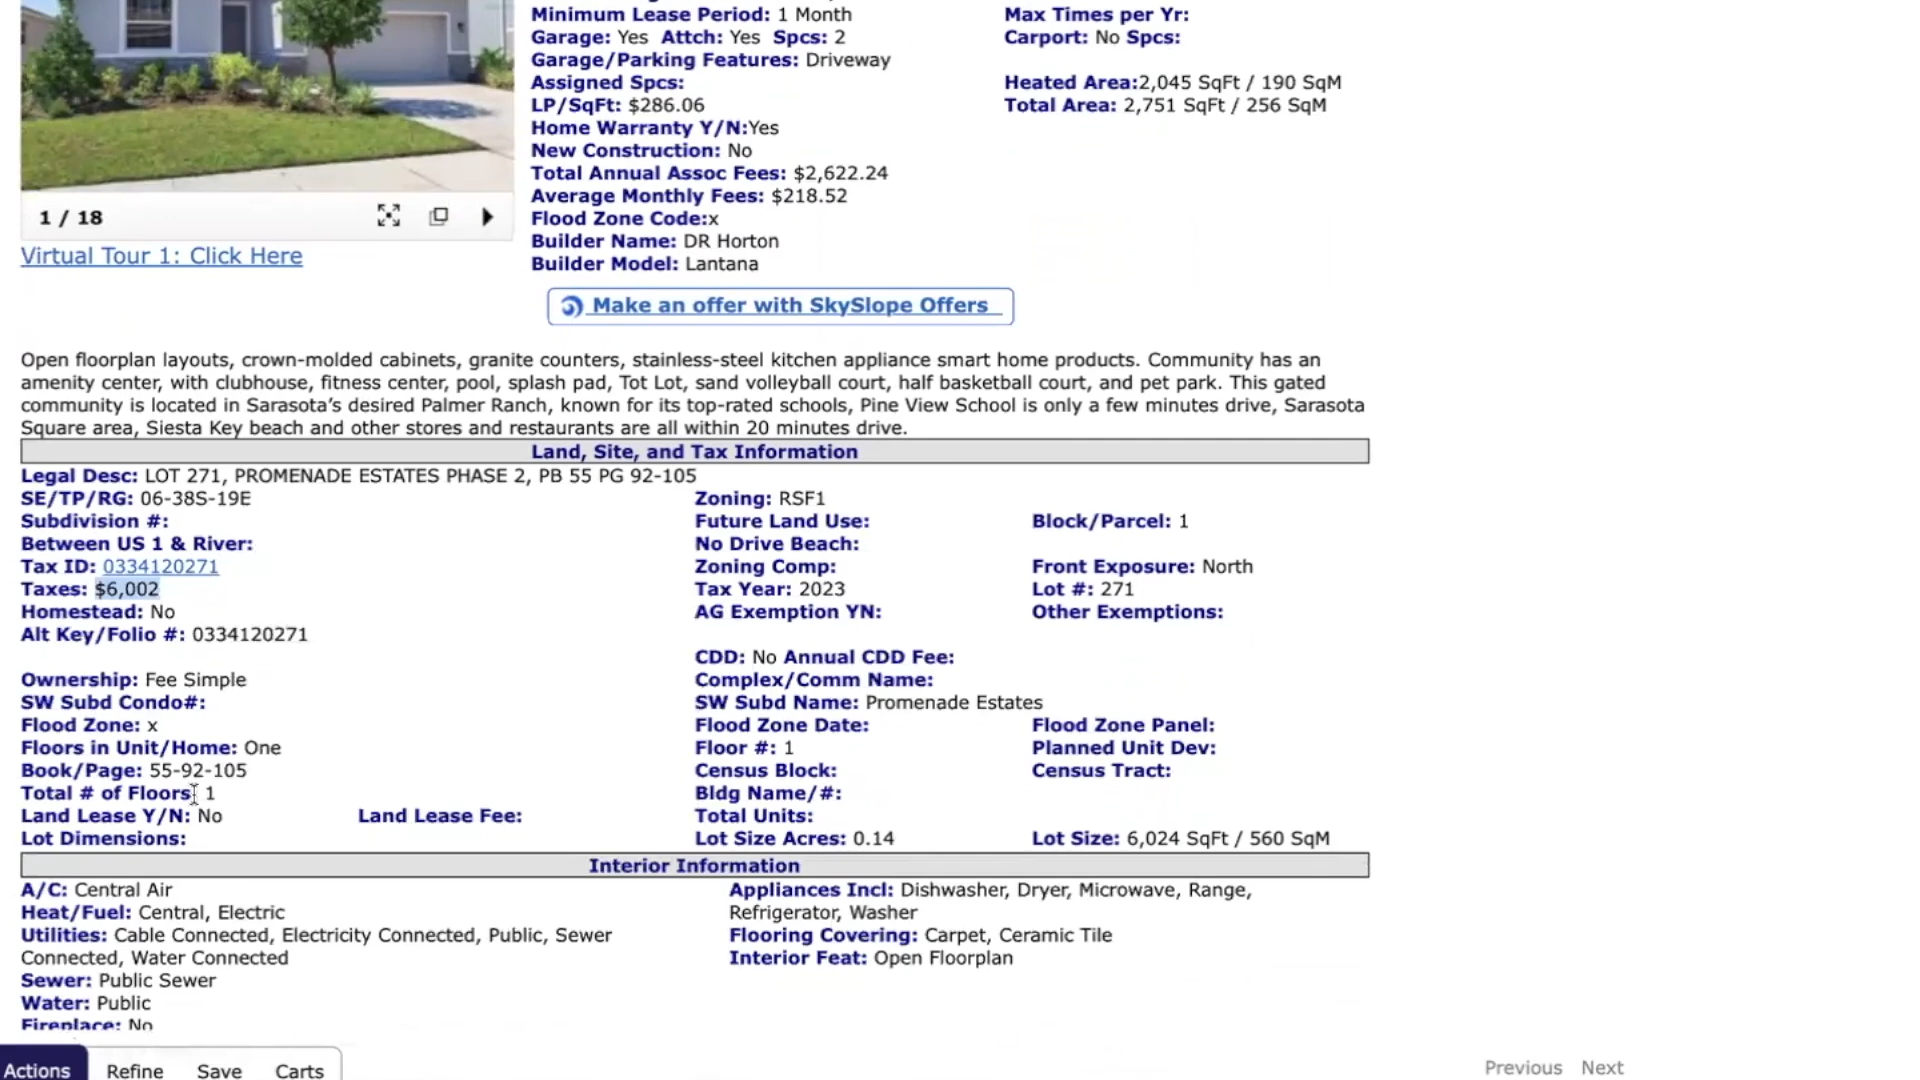 Minimum Lease Period: 1 Month Max Times per Yr:
Garage: Yes Attch: Yes Spcs: 2 Carport: No Spcs:
Garage/Parking Features: Driveway
Assigned Spcs: Heated Area:2,045 SqFt / 190 SqM
LP/SqFt: $286.06 Total Area: 2,751 SqFt / 256 SqM
Home Warranty Y/N:Yes
New Construction: No
Total Annual Assoc Fees: $2,622.24
Average Monthly Fees: $218.52
Flood Zone Code:x
Builder Name: DR Horton
Builder Model: Lantana
1 / 18
Virtual Tour 1: Click Here
Make an offer with SkySlope Offers
Open floorplan layouts, crown-molded cabinets, granite counters, stainless-steel kitchen appliance smart home products. Community has an
amenity center, with clubhouse, fitness center, pool, splash pad, Tot Lot, sand volleyball court, half basketball court, and pet park. This gated
community is located in Sarasota’s desired Palmer Ranch, known for its top-rated schools, Pine View School is only a few minutes drive, Sarasota
Square area, Siesta Key beach and other stores and restaurants are all within 20 minutes drive.
Land, Site, and Tax Information
Legal Desc: LOT 271, PROMENADE ESTATES PHASE 2, PB 55 PG 92-105
SE/TP/RG: 06-38S-19E Zoning: RSF1
Subdivision #: Future Land Use: Block/Parcel: 1
Between US 1 & River: No Drive Beach:
Tax ID: 0334120271 Zoning Comp: Front Exposure: North
Taxes: $6,002 Tax Year: 2023 Lot #: 271
Homestead: No AG Exemption YN: Other Exemptions:
Alt Key/Folio #: 0334120271
CDD: No Annual CDD Fee:
Ownership: Fee Simple Complex/Comm Name:
SW Subd Condo#: SW Subd Name: Promenade Estates
Flood Zone: x Flood Zone Date: Flood Zone Panel:
Floors in Unit/Home: One Floor #: 1 Planned Unit Dev:
Book/Page: 55-92-105 Census Block: Census Tract:
Total # of Floors: 1 Bldg Name/#:
Land Lease Y/N: No Land Lease Fee: Total Units:
Lot Dimensions: Lot Size Acres: 0.14 Lot Size: 6,024 SqFt / 560 SqM
Interior Information
A/C: Central Air Appliances Incl: Dishwasher, Dryer, Microwave, Range,
Heat/Fuel: Central, Electric Refrigerator, Washer
Utilities: Cable Connected, Electricity Connected, Public, Sewer Flooring Covering: Carpet, Ceramic Tile
Connected, Water Connected Interior Feat: Open Floorplan
Sewer: Public Sewer
Water: Public
Fireplace: No
Actions Refine Save Carts Previous Next